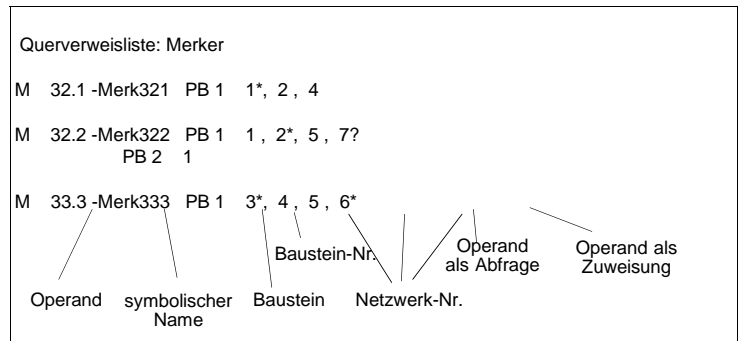 Querverweisliste: Merker
M 32.1 -Merk321 PB 1 1*, 2 , 4
M 32.2 -Merk322 PB 1 1 , 2*, 5 , 7?
PB 2 1
M 33.3 -Merk333 PB 1 3*, 4 , 5 , 6*
Baustein-Nr.
Operand als Abfrage
Operand als Zuweisung
Operand
symbolischer Name
Baustein
Netzwerk-Nr.